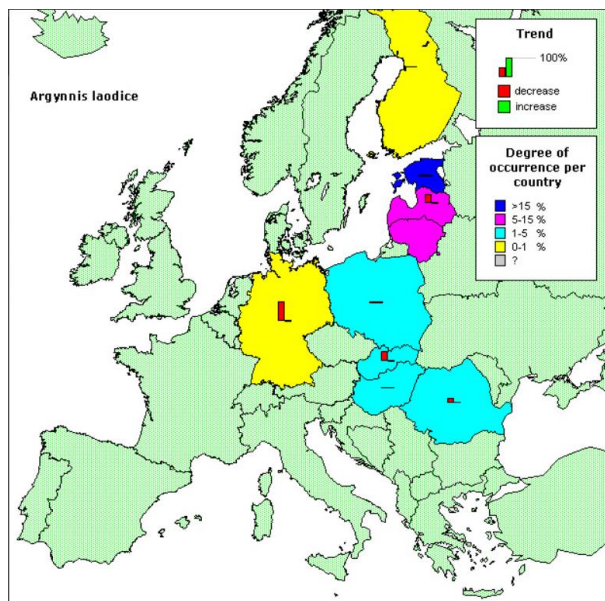 Argynnis laodice
Trend
100%
decrease
increase
Degree of
occurrence per
country
>15 %
5-15 %
1-5 %
0-1 %
?